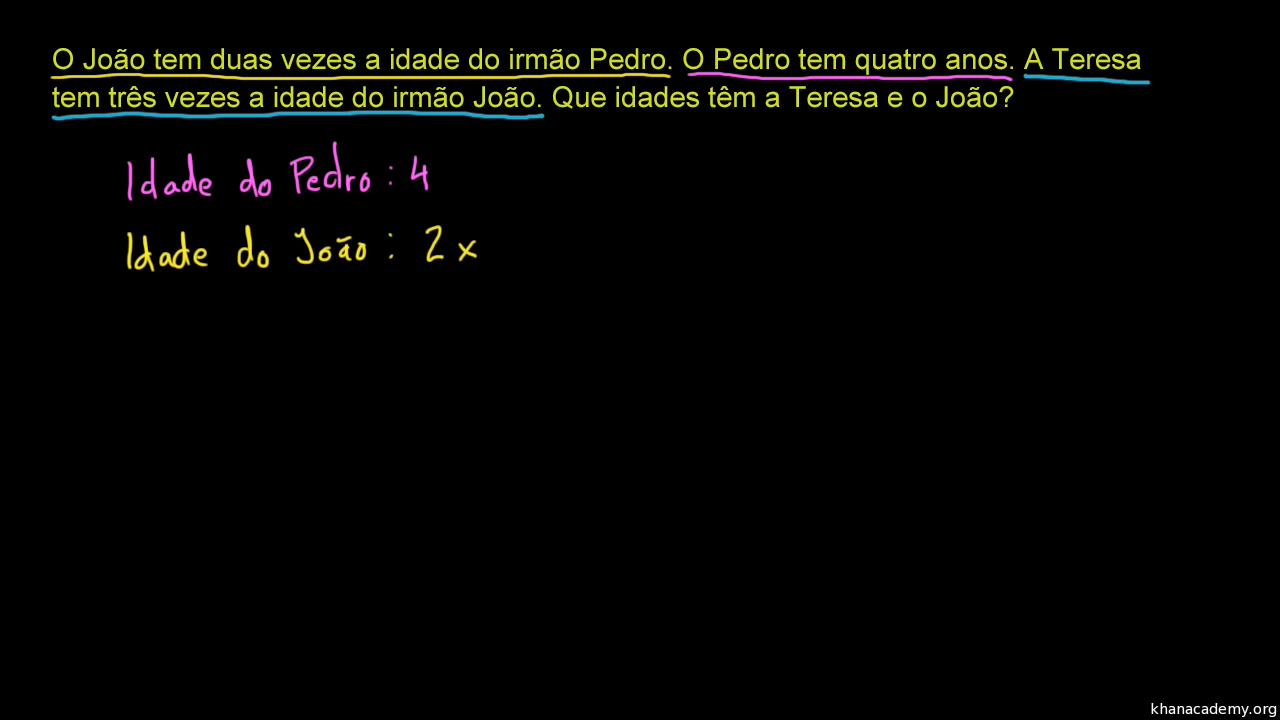 O João tem duas vezes a idade do irmão Pedro. O Pedro tem quatro anos. A Teresa
tem três vezes a idade do irmão João. Que idades têm a Teresa e o João?
Idade do Pedro : 4
Idade do João : 2 x
khanacademy.org